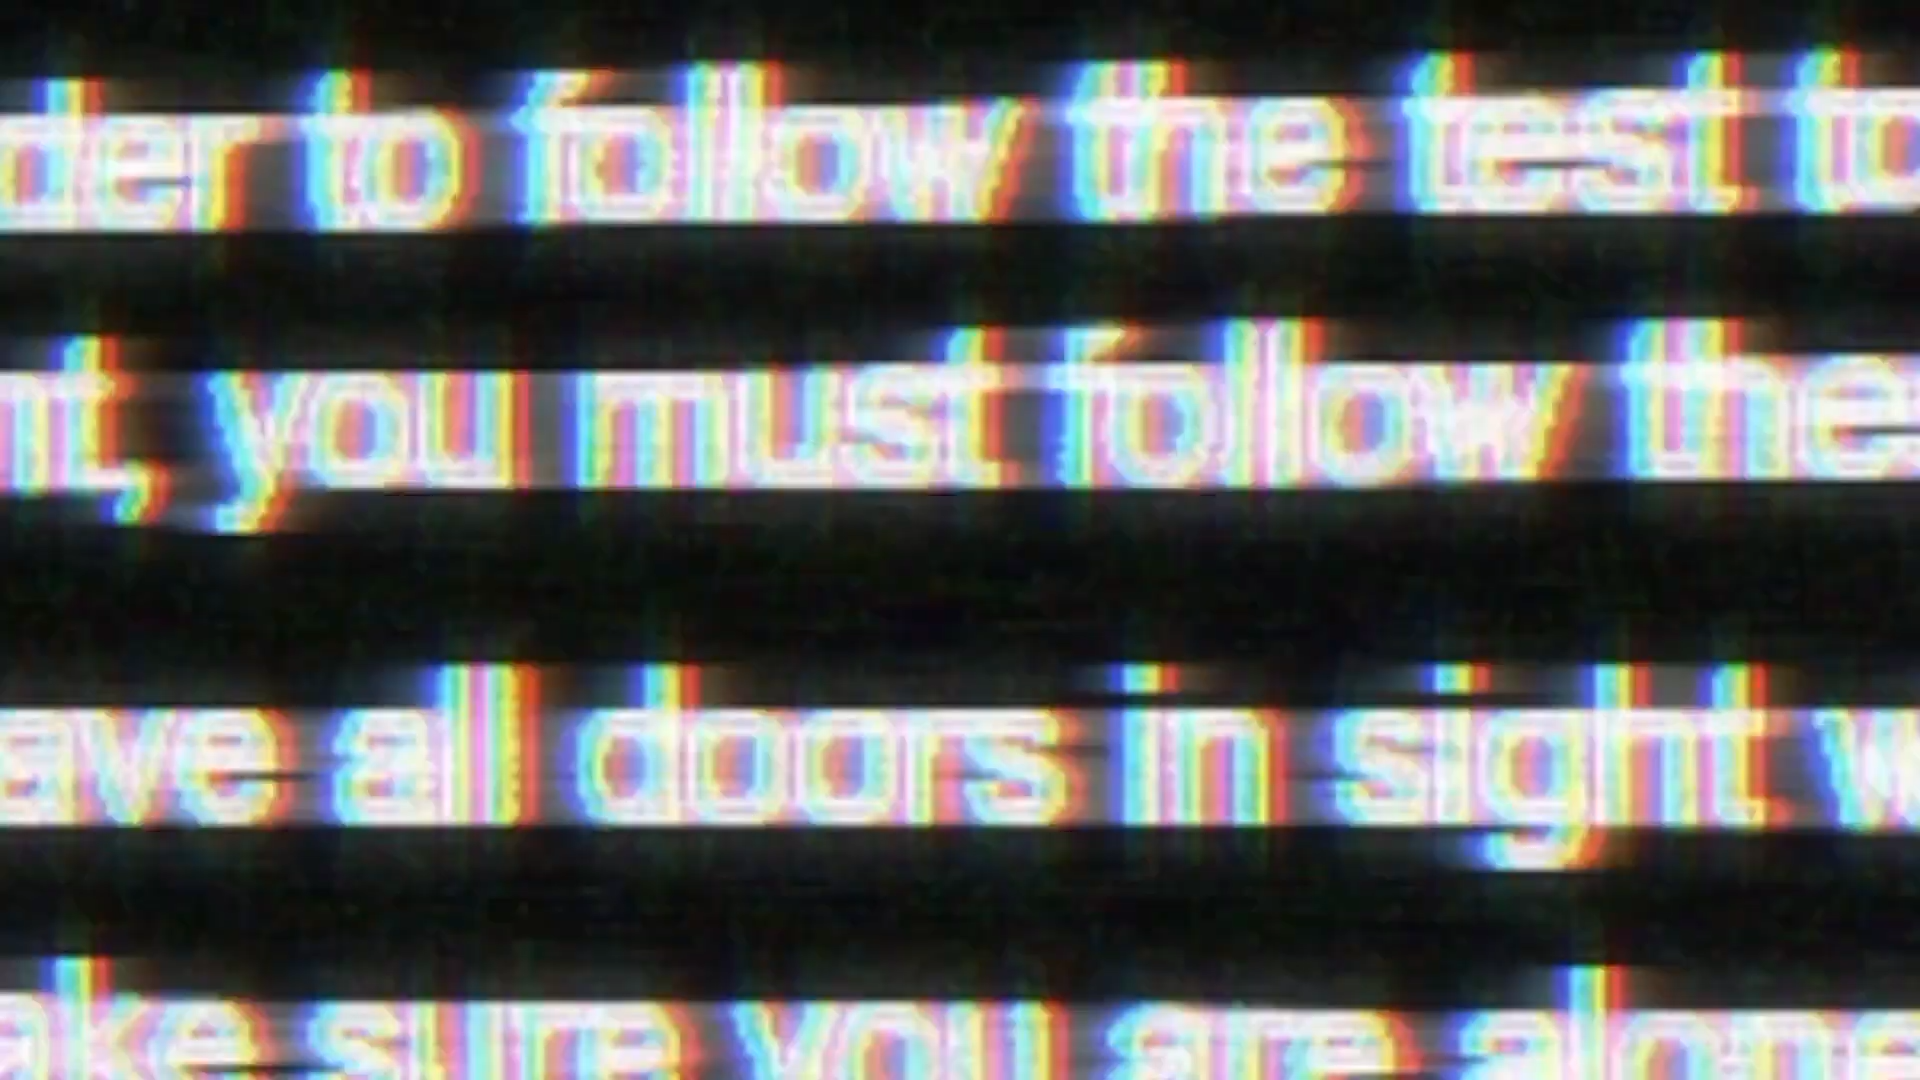 der to follow the test to
nt, you must follow thes
ave all doors in sight w
ake sure you are alone